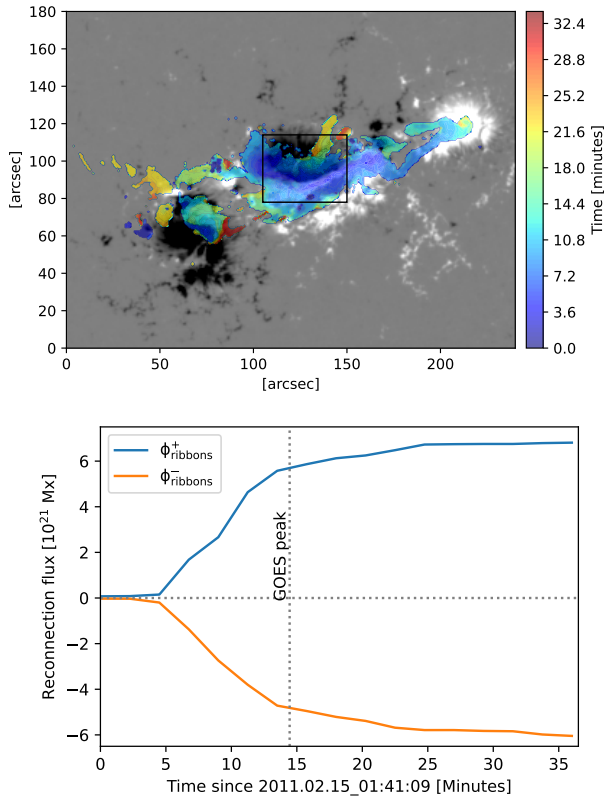 180
160
140
120
100
80
60
40
20
0
[arcsec]
0 50 100 150 200
[arcsec]
32.4
28.8
25.2
21.6
18.0
14.4
10.8
7.2
3.6
0.0
Time [minutes]
ϕ⁺ribbons
ϕ⁻ribbons
GOES peak
6
4
2
0
−2
−4
−6
Reconnection flux [10²¹ Mx]
0 5 10 15 20 25 30 35
Time since 2011.02.15_01:41:09 [Minutes]